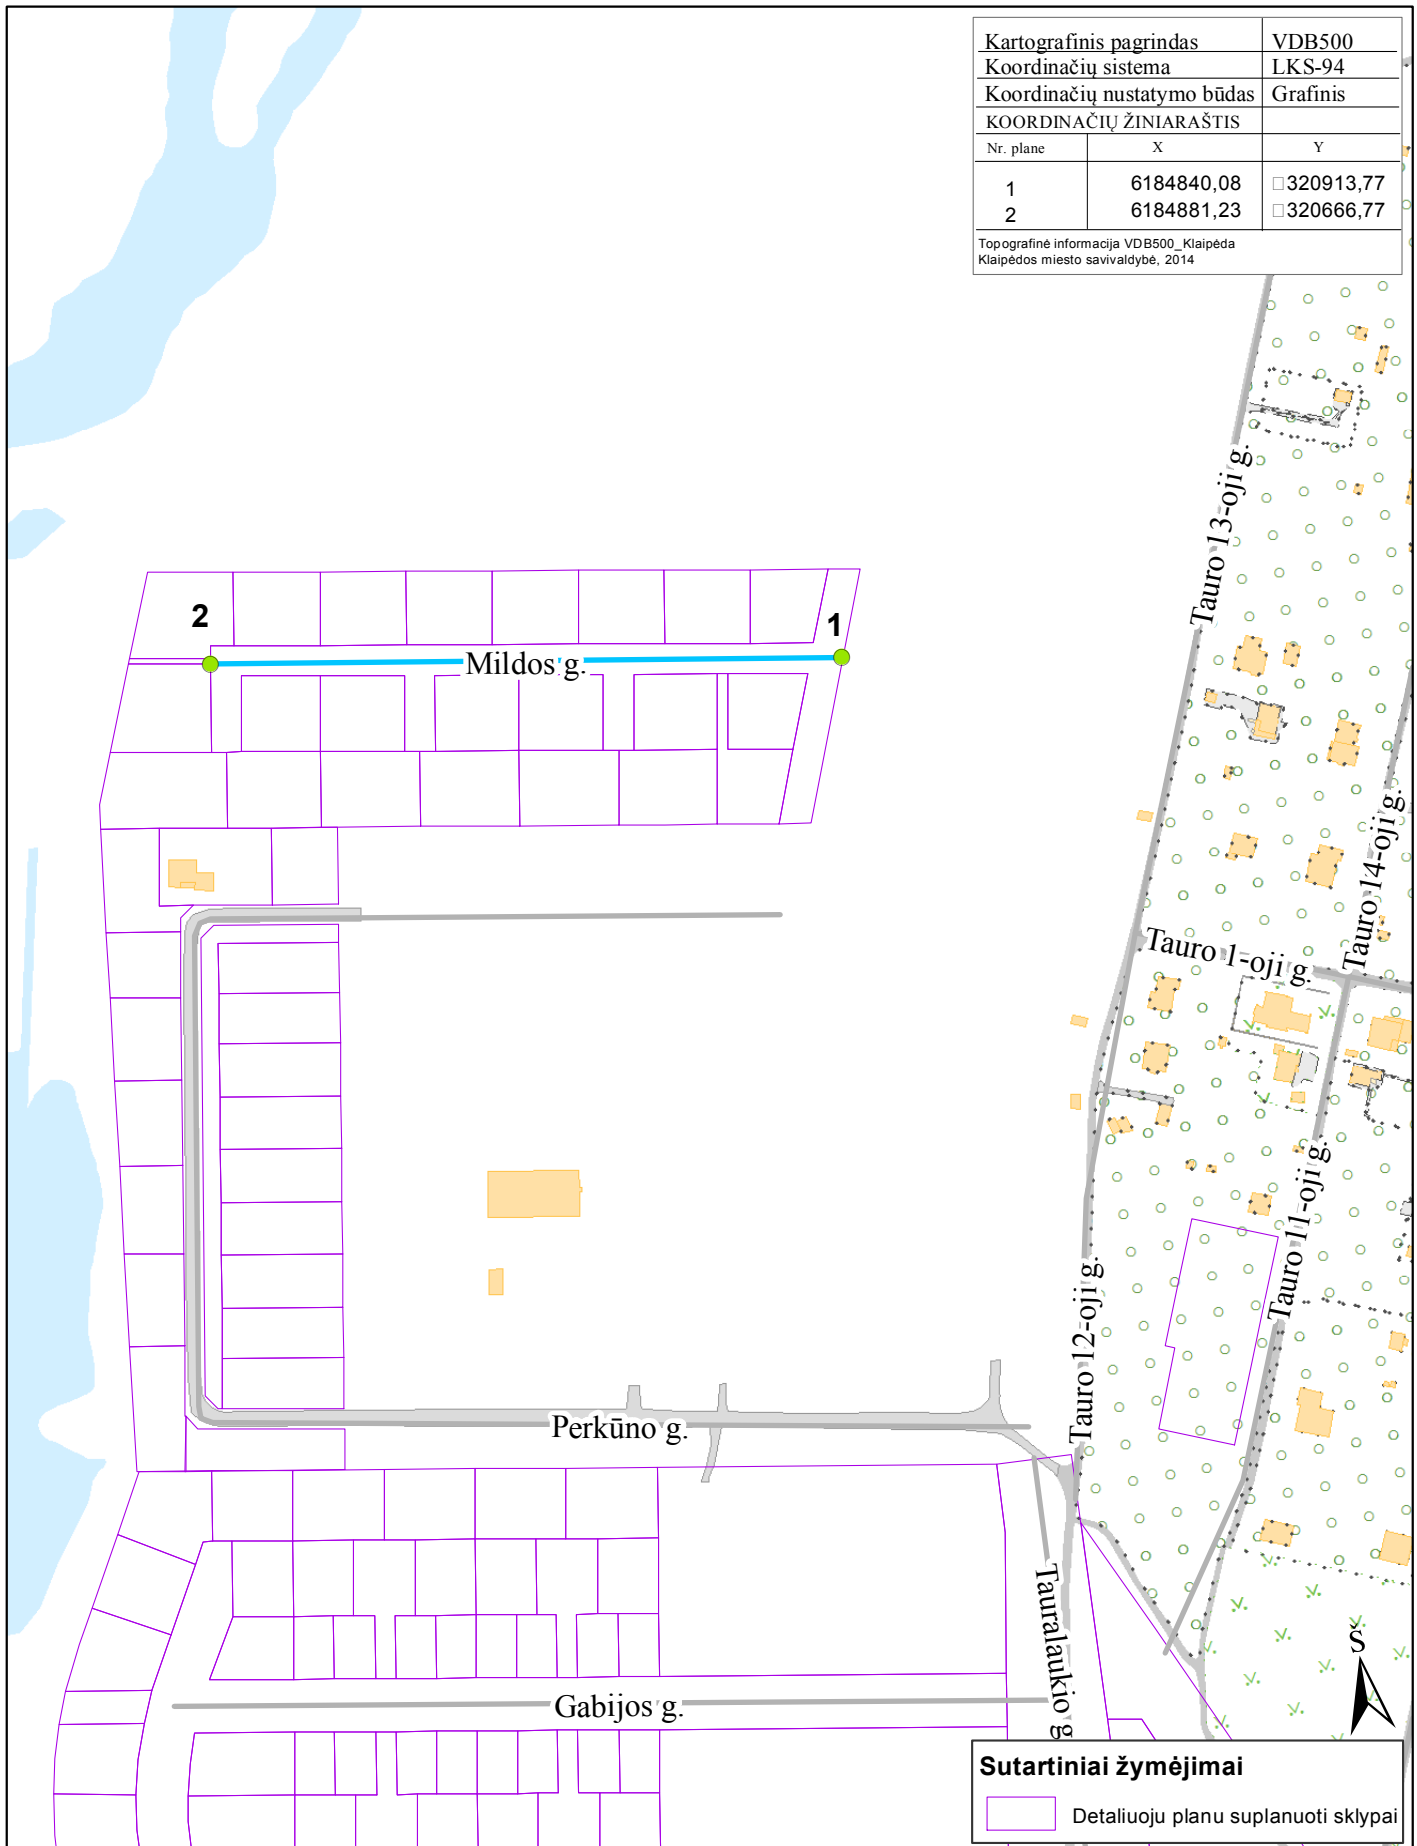 Kartografinis pagrindas VDB500
Koordinačių sistema LKS-94
Koordinačių nustatymo būdas Grafinis
KOORDINAČIŲ ŽINIARAŠTIS
Nr. plane X Y
1 6184840,08 □320913,77
2 6184881,23 □320666,77
Topografinė informacija VDB500_Klaipėda
Klaipėdos miesto savivaldybė, 2014
Tauro 13-oji g.
2
1
Mildos g.
Tauro 14-oji g.
Tauro 1-oji g.
Tauro 11-oji g.
Tauro 12-oji g.
Perkūno g.
Tauralaukio g
Š
Gabijos g.
Sutartiniai žymėjimai
Detaliuoju planu suplanuoti sklypai